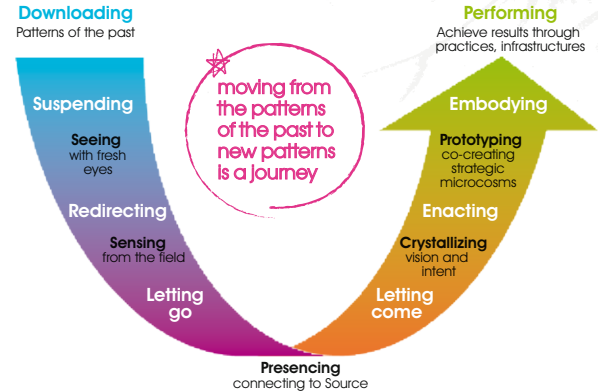 Downloading
Patterns of the past
Suspending
Seeing
with fresh
eyes
Redirecting
Sensing
from the field
Letting
go
moving from
the patterns
of the past to
new patterns
is a journey
Presencing
connecting to Source
Performing
Achieve results through
practices, infrastructures
Embodying
Prototyping
co-creating
strategic
microcosms
Enacting
Crystallizing
vision and
intent
Letting
come